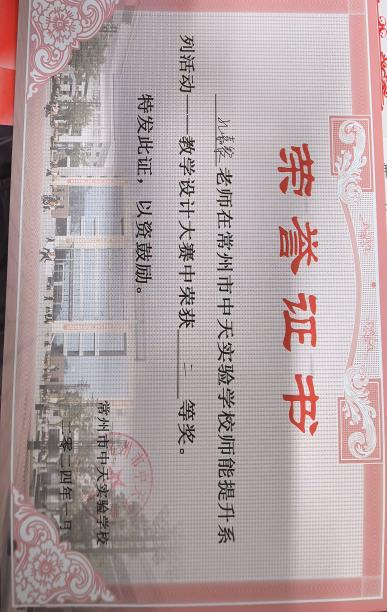 荣誉证书
老师在常州市中天实验学校师能提升系
列活动——教学设计大赛中荣获二等奖。
特发此证，以资鼓励。
常州市中天实验学校
二零二四年一月